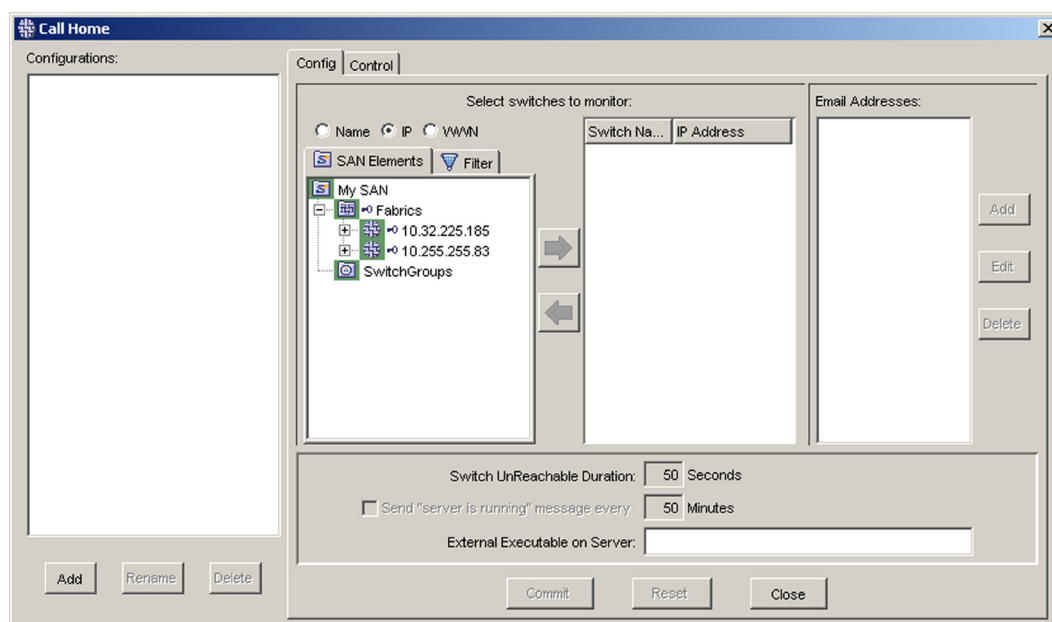 Call Home
Configurations:
Config
Control
Select switches to monitor:
Email Addresses:
Name
IP
WWN
Switch Na...
IP Address
SAN Elements
Filter
My SAN
Fabrics
10.32.225.185
10.255.255.83
SwitchGroups
Add
Edit
Delete
Switch UnReachable Duration: 50 Seconds
Send "server is running" message every 50 Minutes
External Executable on Server:
Add
Rename
Delete
Commit
Reset
Close